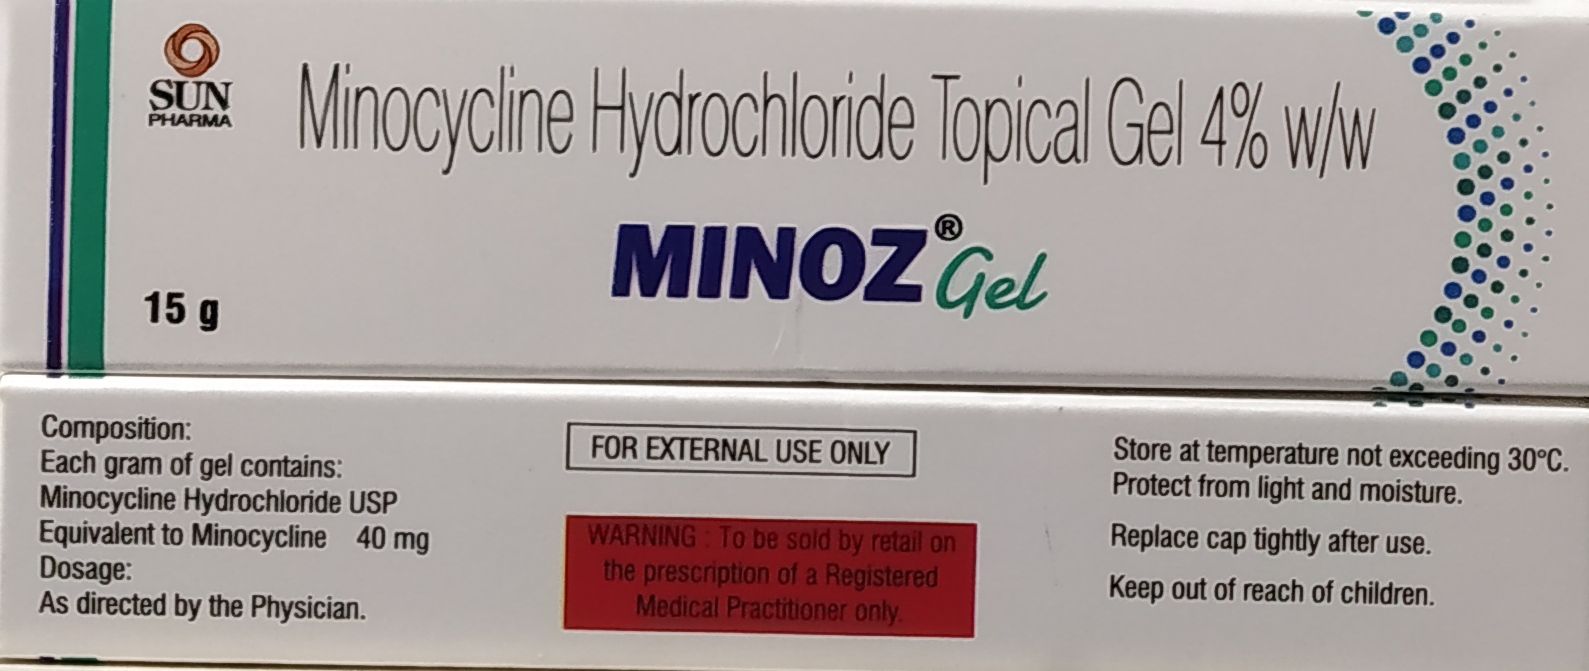 SUN
PHARMA
Minocycline Hydrochloride Topical Gel 4% w/w
MINOZ® Gel
15 g
Composition:
Each gram of gel contains:
Minocycline Hydrochloride USP
Equivalent to Minocycline 40 mg
Dosage:
As directed by the Physician.
FOR EXTERNAL USE ONLY
WARNING : To be sold by retail on
the prescription of a Registered
Medical Practitioner only.
Store at temperature not exceeding 30°C.
Protect from light and moisture.
Replace cap tightly after use.
Keep out of reach of children.